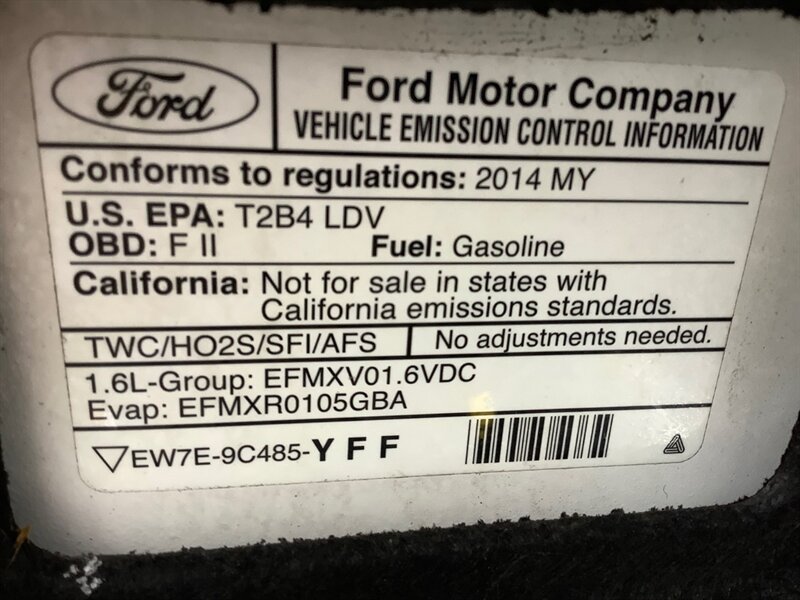 Ford
Ford Motor Company
VEHICLE EMISSION CONTROL INFORMATION
Conforms to regulations: 2014 MY
U.S. EPA: T2B4 LDV
OBD: F II Fuel: Gasoline
California: Not for sale in states with
California emissions standards.
TWC/HO2S/SFI/AFS No adjustments needed.
1.6L-Group: EFMXV01.6VDC
Evap: EFMXR0105GBA
EW7E-9C485-YFF